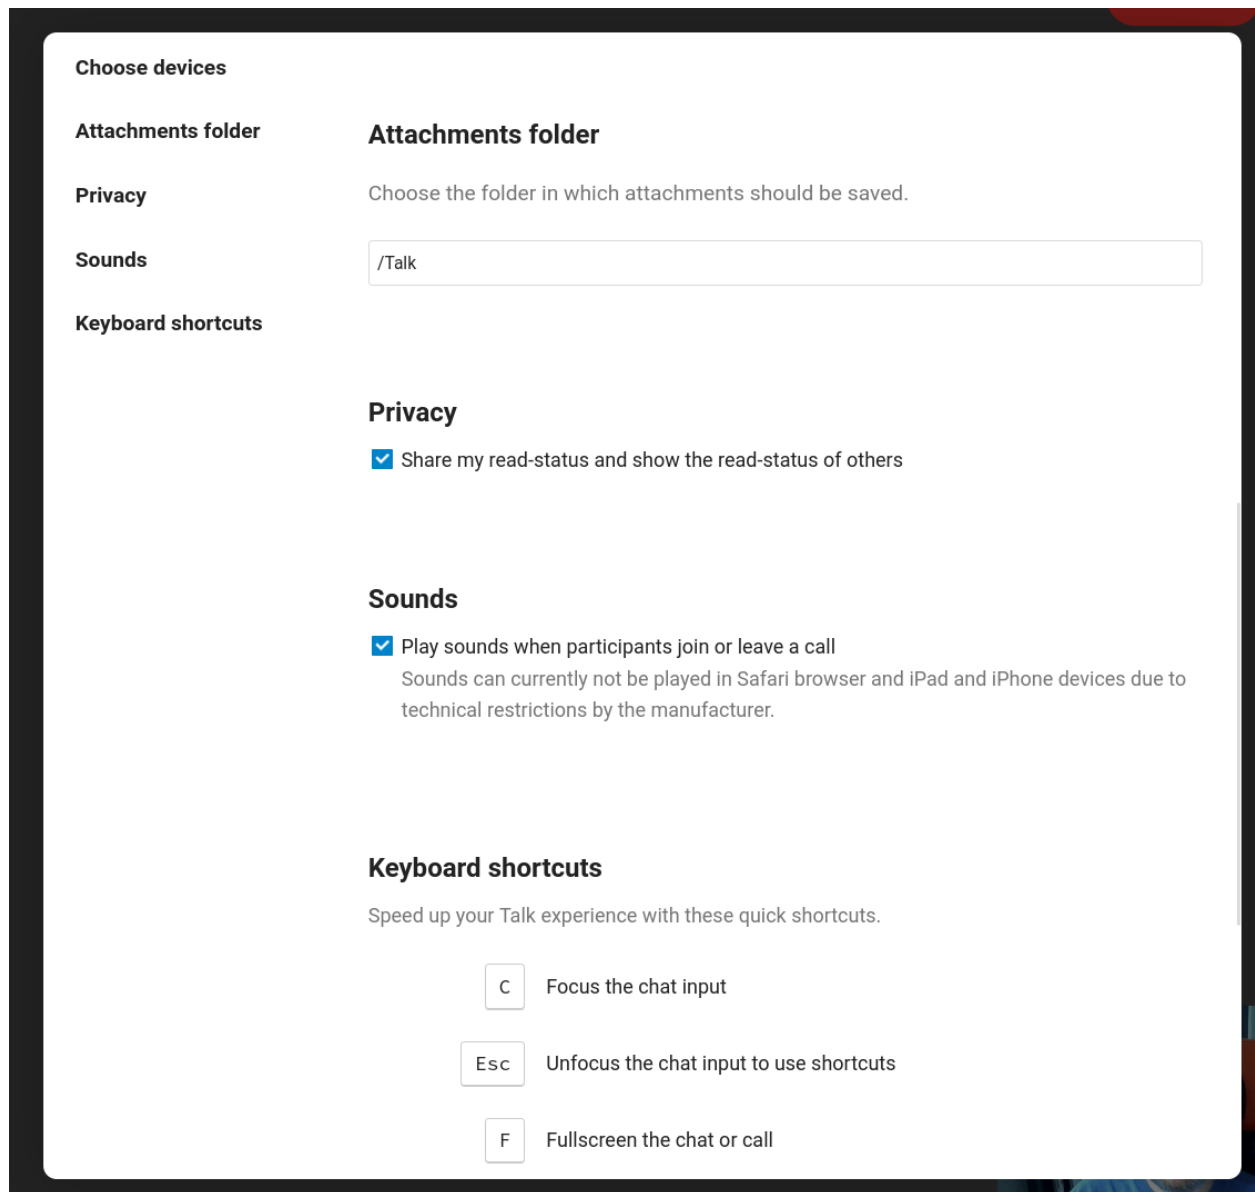 Choose devices
Attachments folder
Privacy
Sounds
Keyboard shortcuts
Attachments folder
Choose the folder in which attachments should be saved.
/Talk
Privacy
Share my read-status and show the read-status of others
Sounds
Play sounds when participants join or leave a call
Sounds can currently not be played in Safari browser and iPad and iPhone devices due to
technical restrictions by the manufacturer.
Keyboard shortcuts
Speed up your Talk experience with these quick shortcuts.
C Focus the chat input
Esc Unfocus the chat input to use shortcuts
F Fullscreen the chat or call